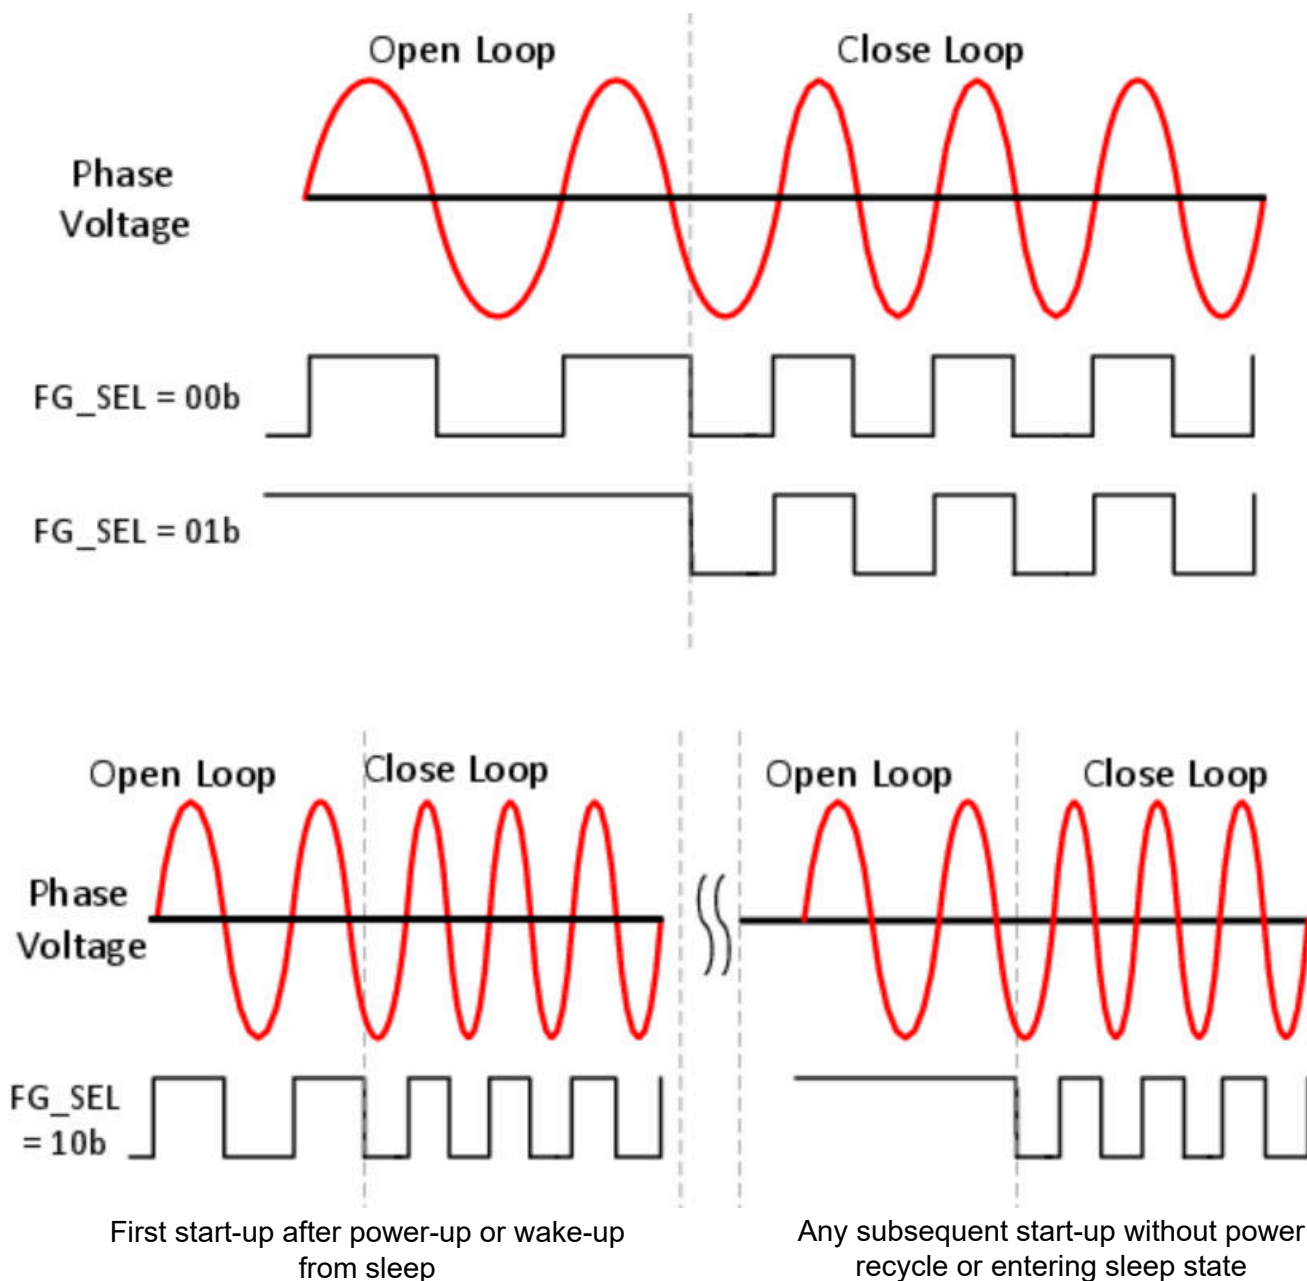 Open Loop
Close Loop
Phase
Voltage
FG_SEL = 00b
FG_SEL = 01b
Open Loop
Close Loop
Open Loop
Close Loop
Phase
Voltage
FG_SEL
= 10b
First start-up after power-up or wake-up
from sleep
Any subsequent start-up without power
recycle or entering sleep state